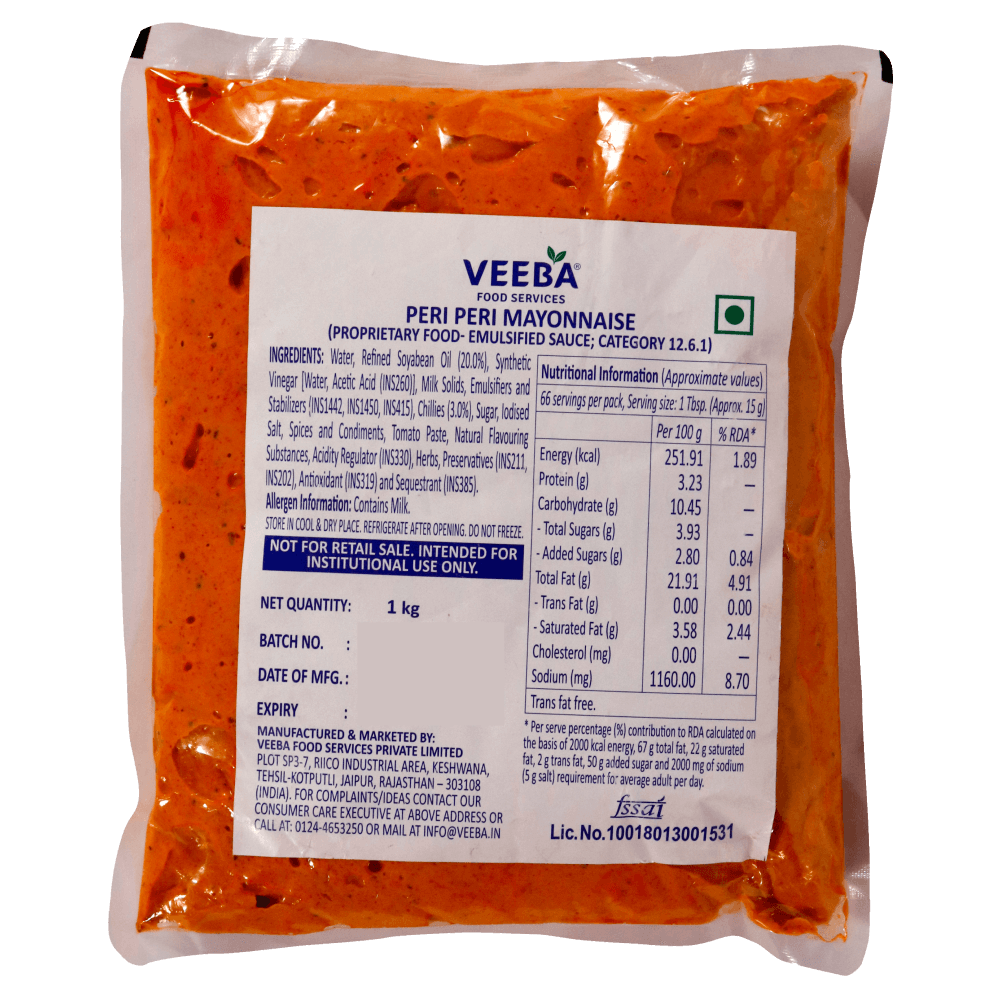 VEEBA®
FOOD SERVICES
PERI PERI MAYONNAISE
(PROPRIETARY FOOD- EMULSIFIED SAUCE; CATEGORY 12.6.1)
INGREDIENTS: Water, Refined Soyabean Oil (20.0%), Synthetic
Vinegar [Water, Acetic Acid (INS260)], Milk Solids, Emulsifiers and
Stabilizers (INS1442, INS1450, INS415), Chillies (3.0%), Sugar, Iodised
Salt, Spices and Condiments, Tomato Paste, Natural Flavouring
Substances, Acidity Regulator (INS330), Herbs, Preservatives (INS211,
INS202), Antioxidant (INS319) and Sequestrant (INS385).
Allergen Information: Contains Milk.
STORE IN COOL & DRY PLACE. REFRIGERATE AFTER OPENING. DO NOT FREEZE.
NOT FOR RETAIL SALE. INTENDED FOR
INSTITUTIONAL USE ONLY.
NET QUANTITY: 1 kg
BATCH NO. :
DATE OF MFG. :
EXPIRY :
MANUFACTURED & MARKETED BY:
VEEBA FOOD SERVICES PRIVATE LIMITED
PLOT SP3-7, RIICO INDUSTRIAL AREA, KESHWANA,
TEHSIL-KOTPUTLI, JAIPUR, RAJASTHAN – 303108
(INDIA). FOR COMPLAINTS/IDEAS CONTACT OUR
CONSUMER CARE EXECUTIVE AT ABOVE ADDRESS OR
CALL AT: 0124-4653250 OR MAIL AT INFO@VEEBA.IN
Nutritional Information (Approximate values)
66 servings per pack, Serving size: 1 Tbsp. (Approx. 15 g)
Per 100 g % RDA*
Energy (kcal) 251.91 1.89
Protein (g) 3.23 –
Carbohydrate (g) 10.45 –
- Total Sugars (g) 3.93 –
- Added Sugars (g) 2.80 0.84
Total Fat (g) 21.91 4.91
- Trans Fat (g) 0.00 0.00
- Saturated Fat (g) 3.58 2.44
Cholesterol (mg) 0.00 –
Sodium (mg) 1160.00 8.70
Trans fat free.
* Per serve percentage (%) contribution to RDA calculated on
the basis of 2000 kcal energy, 67 g total fat, 22 g saturated
fat, 2 g trans fat, 50 g added sugar and 2000 mg of sodium
(5 g salt) requirement for average adult per day.
fssai
Lic. No. 10018013001531